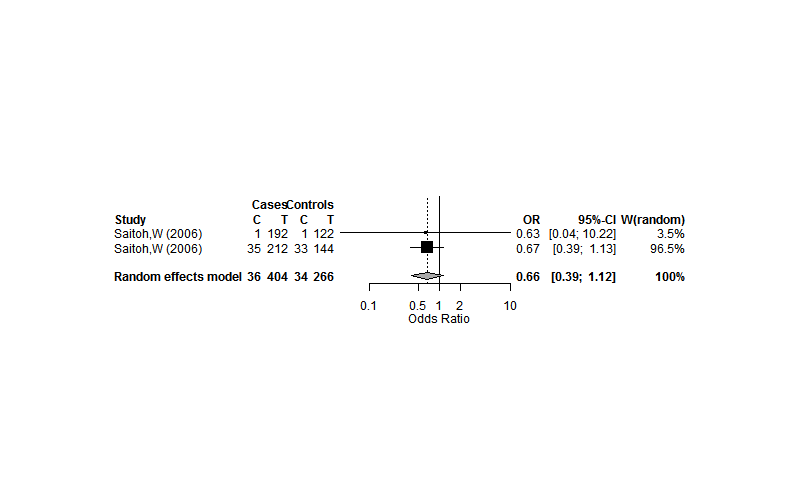 CasesControls
Study C T C T OR 95%-CI W(random)
Saitoh,W (2006) 1 192 1 122 0.63 [0.04; 10.22] 3.5%
Saitoh,W (2006) 35 212 33 144 0.67 [0.39; 1.13] 96.5%
Random effects model 36 404 34 266 0.66 [0.39; 1.12] 100%
0.1 0.5 1 2 10
Odds Ratio